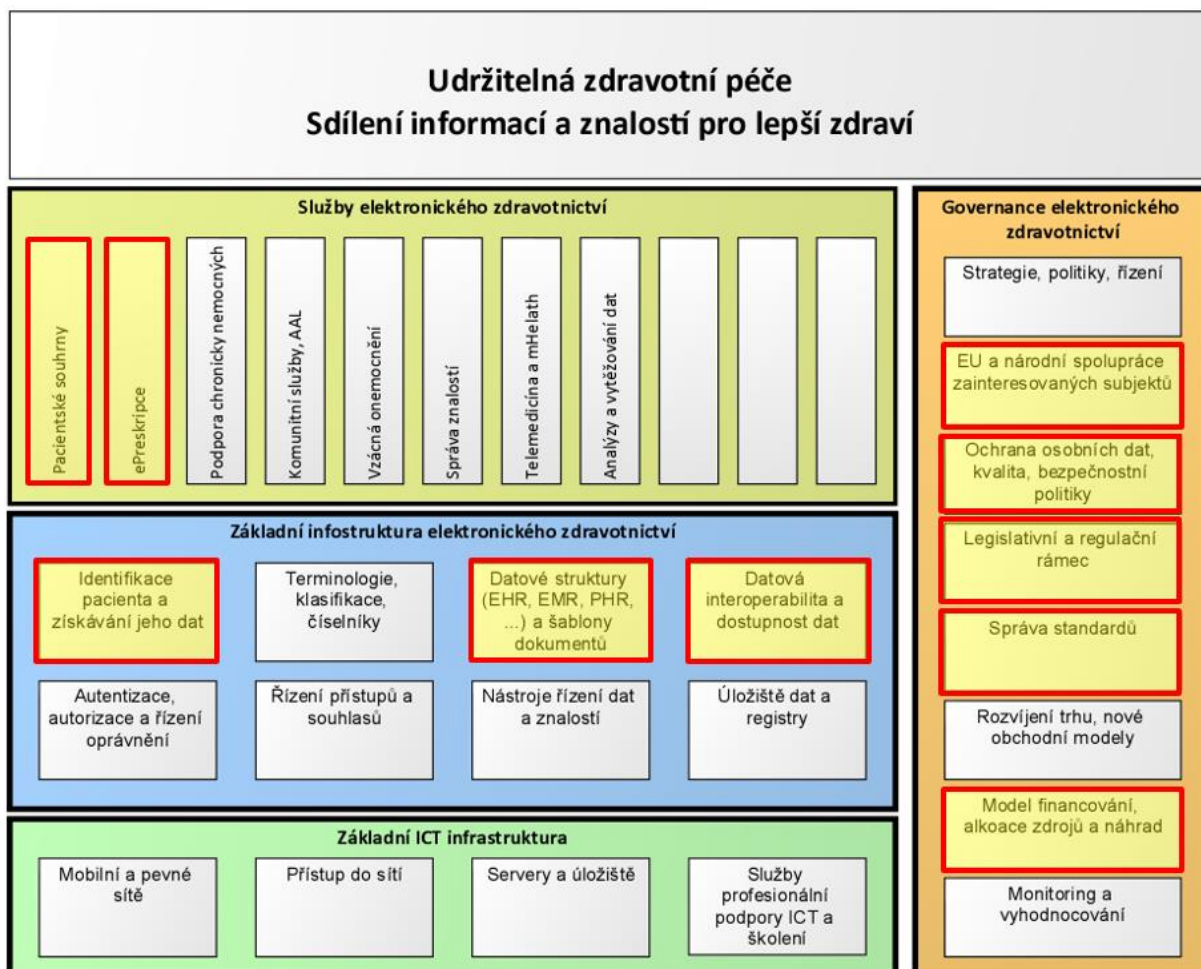 Udržitelná zdravotní péče
Sdílení informací a znalostí pro lepší zdraví
Služby elektronického zdravotnictví
Pacientské souhrny
ePreskripce
Podpora chronicky nemocných
Komunitní služby, AAL
Vzácná onemocnění
Správa znalostí
Telemedicína a mHelath
Analýzy a vytěžování dat
Základní infostruktura elektronického zdravotnictví
Identifikace
pacienta a
získávání jeho dat
Terminologie,
klasifikace,
číselníky
Datové struktury
(EHR, EMR, PHR,
...) a šablony
dokumentů
Datová
interoperabilita a
dostupnost dat
Autentizace,
autorizace a řízení
oprávnění
Řízení přístupů a
souhlasů
Nástroje řízení dat
a znalostí
Úložiště dat a
registry
Základní ICT infrastruktura
Mobilní a pevné
sítě
Přístup do sítí
Servery a úložiště
Služby
profesionální
podpory ICT a
školení
Governance elektronického
zdravotnictví
Strategie, politiky, řízení
EU a národní spolupráce
zainteresovaných subjektů
Ochrana osobních dat,
kvalita, bezpečnostní
politiky
Legislativní a regulační
rámec
Správa standardů
Rozvíjení trhu, nové
obchodní modely
Model financování,
alkoace zdrojů a náhrad
Monitoring a
vyhodnocování